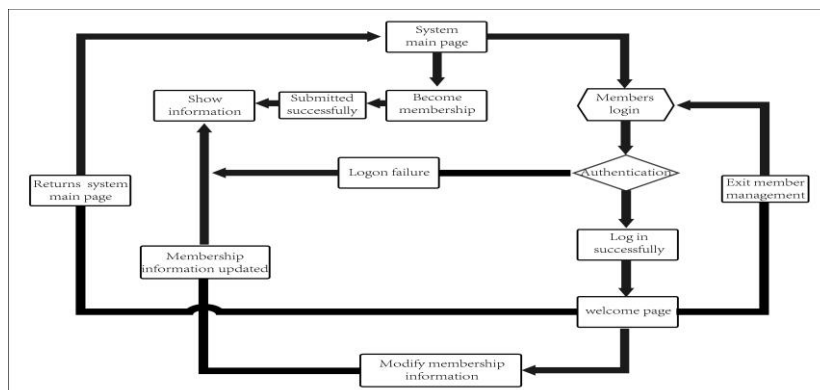 System
main page
Show
information
Submitted
successfully
Become
membership
Members
login
Logon failure
Authentication
Returns system
main page
Exit member
management
Log in
successfully
Membership
information updated
welcome page
Modify membership
information